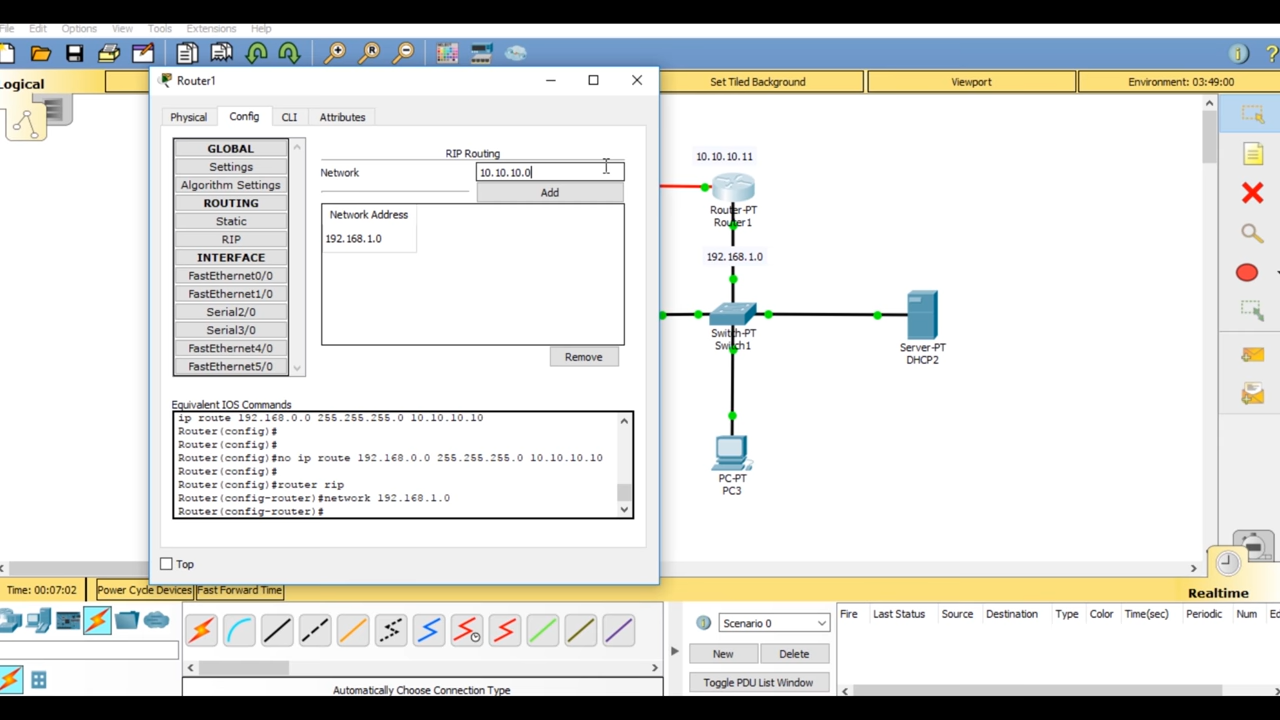 File Edit Options View Tools Extensions Help
Logical
Set Tiled Background
Viewport
Environment: 03:49:00
Router1
Physical Config CLI Attributes
GLOBAL
Settings
Algorithm Settings
ROUTING
Static
RIP
INTERFACE
FastEthernet0/0
FastEthernet1/0
Serial2/0
Serial3/0
FastEthernet4/0
FastEthernet5/0
RIP Routing
Network 10.10.10.0
Add
Network Address
192.168.1.0
Remove
Equivalent IOS Commands
ip route 192.168.0.0 255.255.255.0 10.10.10.10
Router(config)#
Router(config)#
Router(config)#no ip route 192.168.0.0 255.255.255.0 10.10.10.10
Router(config)#
Router(config)#router rip
Router(config-router)#network 192.168.1.0
Router(config-router)#
Top
10.10.10.11
Router-PT
Router1
192.168.1.0
Switch-PT
Switch1
Server-PT
DHCP2
PC-PT
PC3
Time: 00:07:02
Power Cycle Devices Fast Forward Time
Realtime
Scenario 0
New Delete
Toggle PDU List Window
Fire Last Status Source Destination Type Color Time(sec) Periodic Num Ed
Automatically Choose Connection Type